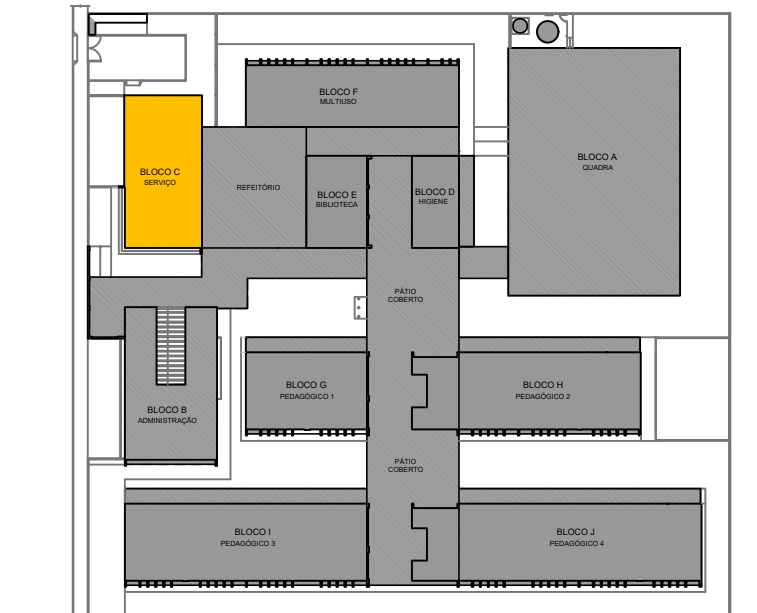 BLOCO F
MULTIUSO
BLOCO A
QUADRA
BLOCO C
SERVIÇO
REFEITÓRIO
BLOCO E
BIBLIOTECA
BLOCO D
HIGIENE
PÁTIO
COBERTO
BLOCO G
PEDAGÓGICO 1
BLOCO H
PEDAGÓGICO 2
BLOCO B
ADMINISTRAÇÃO
PÁTIO
COBERTO
BLOCO I
PEDAGÓGICO 3
BLOCO J
PEDAGÓGICO 4